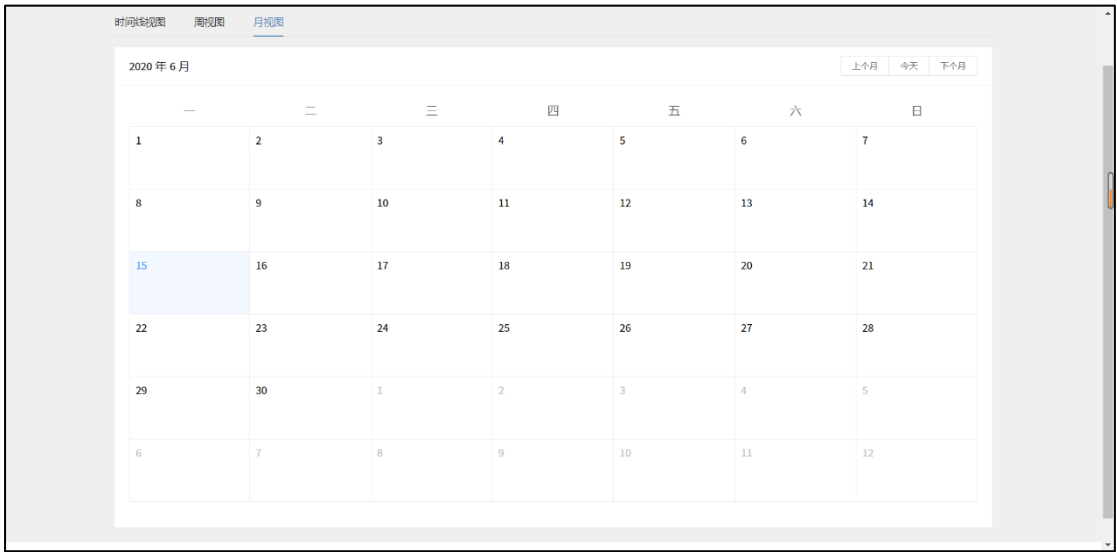 时间线视图 周视图 月视图
2020 年 6 月 上个月 今天 下个月
一 二 三 四 五 六 日
1 2 3 4 5 6 7
8 9 10 11 12 13 14
15 16 17 18 19 20 21
22 23 24 25 26 27 28
29 30 1 2 3 4 5
6 7 8 9 10 11 12